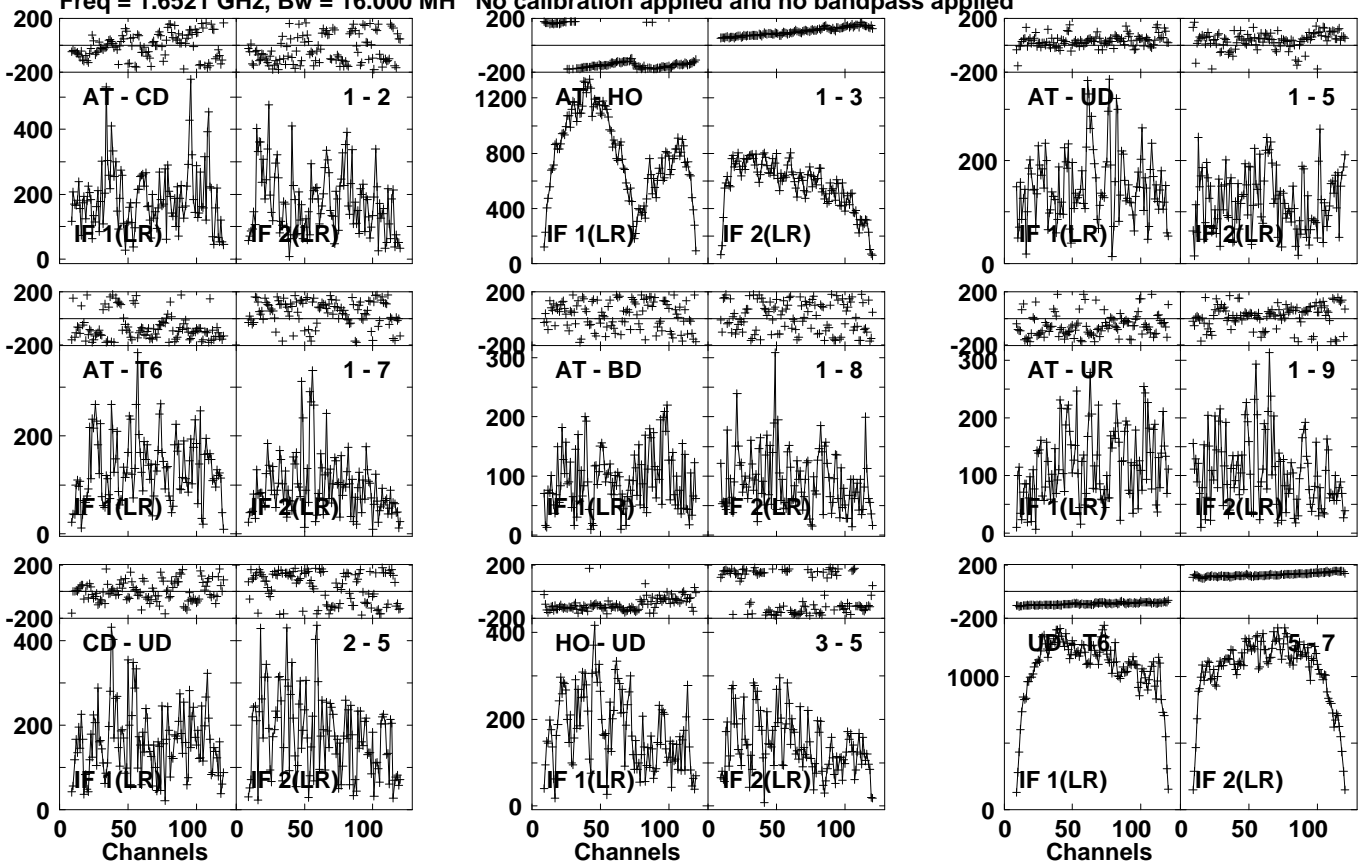 Freq = 1.6521 GHz, Bw = 16.000 MH No calibration applied and no bandpass applied
200
-200
AT - CD
1 - 2
400
200
0
IF 1(LR)
IF 2(LR)
200
-200
AT - HO
1 - 3
1200
800
400
0
IF 1(LR)
IF 2(LR)
200
-200
AT - UD
1 - 5
200
0
IF 1(LR)
IF 2(LR)
200
-200
AT - T6
1 - 7
200
0
IF 1(LR)
IF 2(LR)
200
-200
300
AT - BD
1 - 8
200
100
0
IF 1(LR)
IF 2(LR)
200
-200
300
AT - UR
1 - 9
200
100
0
IF 1(LR)
IF 2(LR)
200
-200
CD - UD
2 - 5
400
200
0
IF 1(LR)
IF 2(LR)
0 50 100 0 50 100
Channels
200
-200
400
HO - UD
3 - 5
200
0
IF 1(LR)
IF 2(LR)
0 50 100 0 50 100
Channels
200
-200
UD - T6
5 - 7
1000
0
IF 1(LR)
IF 2(LR)
0 50 100 0 50 100
Channels